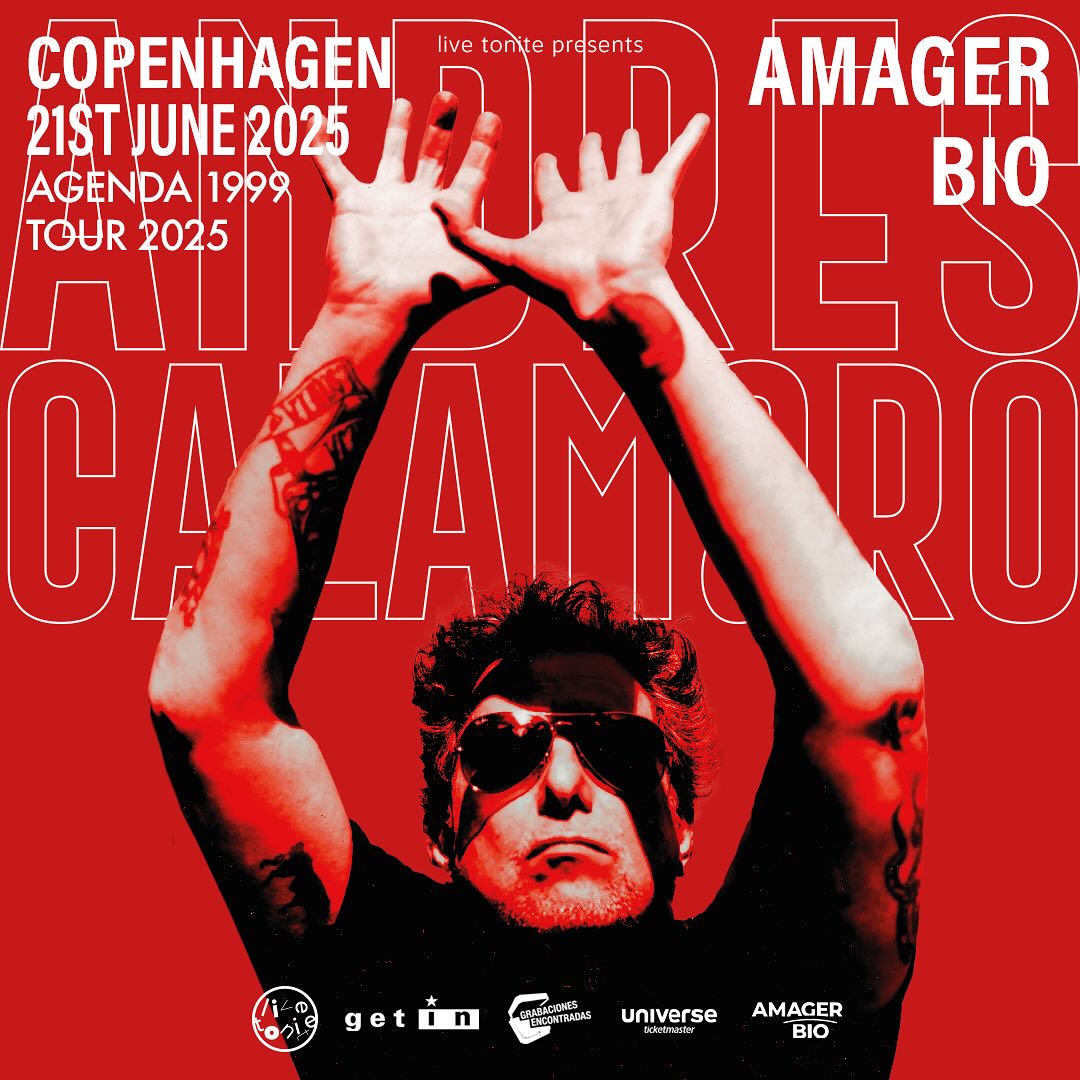 COPENHAGEN
21ST JUNE 2025
AGENDA 1999
TOUR 2025
live tonite presents
AMAGER
BIO
ANDRES
CALAMARO
live
tonite
get in
GRABACIONES
ENCONTRADAS
universe
ticketmaster
AMAGER
BIO